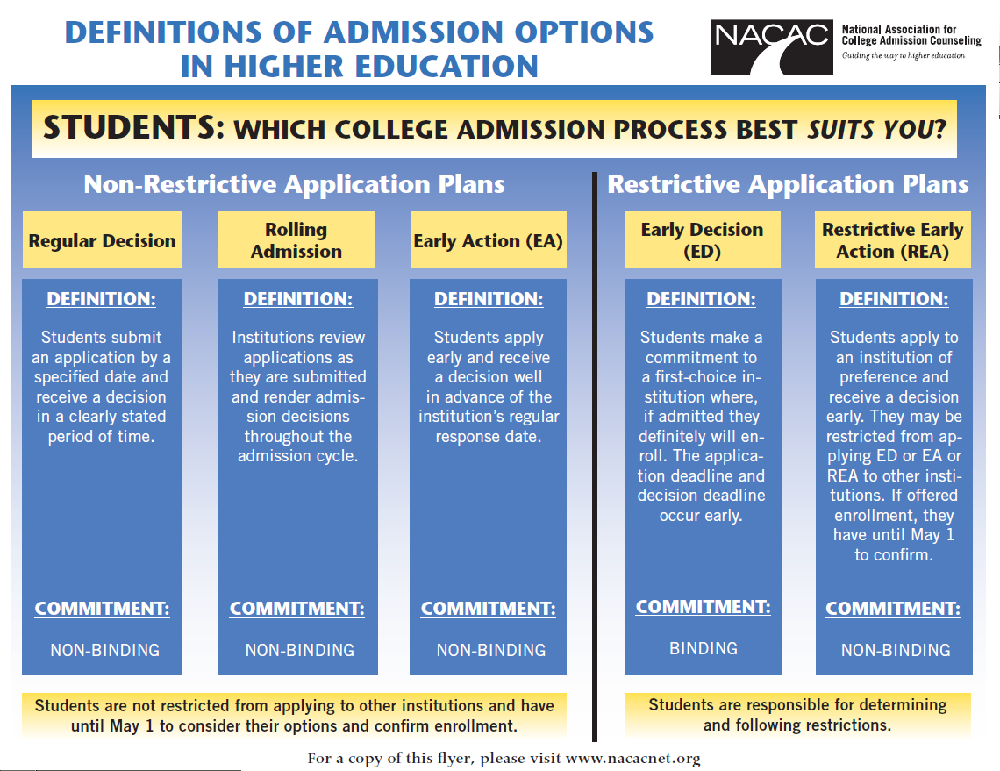 DEFINITIONS OF ADMISSION OPTIONS
IN HIGHER EDUCATION
NACAC
National Association for
College Admission Counseling
Guiding the way to higher education
STUDENTS: WHICH COLLEGE ADMISSION PROCESS BEST SUITS YOU?
Non-Restrictive Application Plans
Regular Decision
DEFINITION:
Students submit
an application by a
specified date and
receive a decision
in a clearly stated
period of time.
COMMITMENT:
NON-BINDING
Rolling
Admission
DEFINITION:
Institutions review
applications as
they are submitted
and render admis-
sion decisions
throughout the
admission cycle.
COMMITMENT:
NON-BINDING
Early Action (EA)
DEFINITION:
Students apply
early and receive
a decision well
in advance of the
institution's regular
response date.
COMMITMENT:
NON-BINDING
Students are not restricted from applying to other institutions and have
until May 1 to consider their options and confirm enrollment.
Restrictive Application Plans
Early Decision
(ED)
DEFINITION:
Students make a
commitment to
a first-choice in-
stitution where,
if admitted they
definitely will en-
roll. The applica-
tion deadline and
decision deadline
occur early.
COMMITMENT:
BINDING
Restrictive Early
Action (REA)
DEFINITION:
Students apply to
an institution of
preference and
receive a decision
early. They may be
restricted from ap-
plying ED or EA or
REA to other insti-
tutions. If offered
enrollment, they
have until May 1
to confirm.
COMMITMENT:
NON-BINDING
Students are responsible for determining
and following restrictions.
For a copy of this flyer, please visit www.nacacnet.org